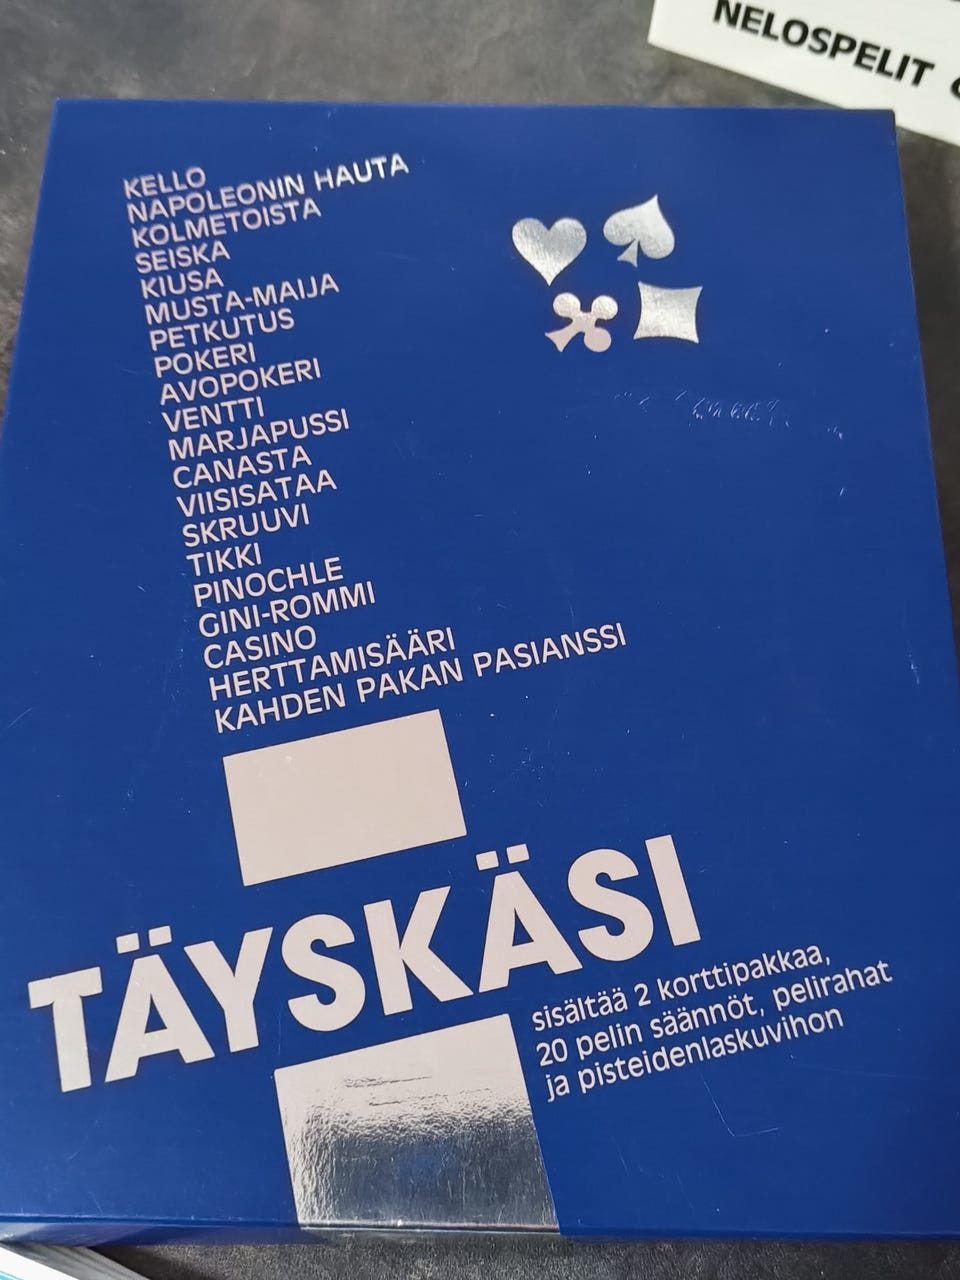 NELOSPELIT
KELLO
NAPOLEONIN HAUTA
KOLMETOISTA
SEISKA
KIUSA
MUSTA-MAIJA
PETKUTUS
POKERI
AVOPOKERI
VENTTI
MARJAPUSSI
CANASTA
VIISISATAA
SKRUUVI
TIKKI
PINOCHLE
GINI-ROMMI
CASINO
HERTTAMISÄÄRI
KAHDEN PAKAN PASIANSSI
TÄYSKÄSI
sisältää 2 korttipakkaa,
20 pelin säännöt, pelirahat
ja pisteidenlaskuvihon